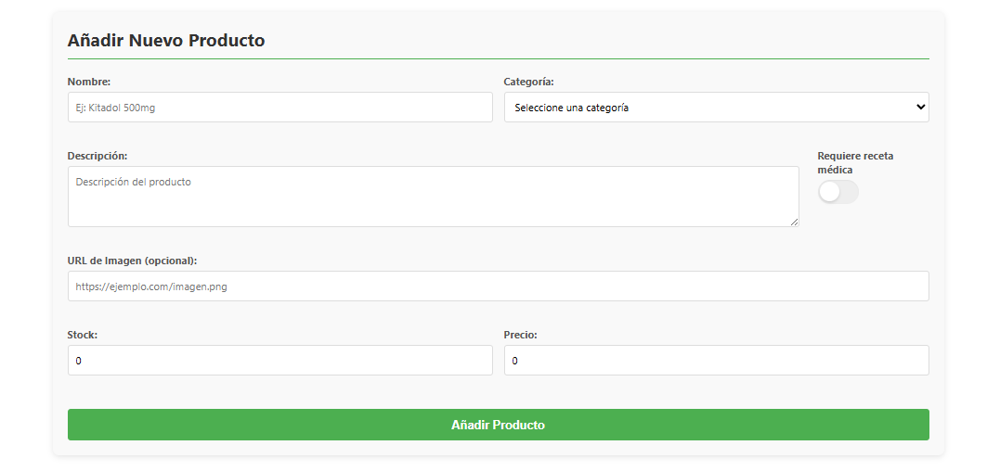 Añadir Nuevo Producto
Nombre:
Categoría:
Ej: Kitadol 500mg
Seleccione una categoría
Descripción:
Requiere receta
médica
Descripción del producto
URL de Imagen (opcional):
https://ejemplo.com/imagen.png
Stock:
Precio:
0
0
Añadir Producto